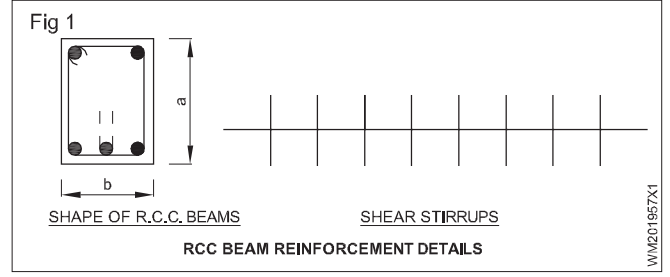 Fig 1
a
b
SHAPE OF R.C.C. BEAMS
SHEAR STIRRUPS
RCC BEAM REINFORCEMENT DETAILS
WM201957X1